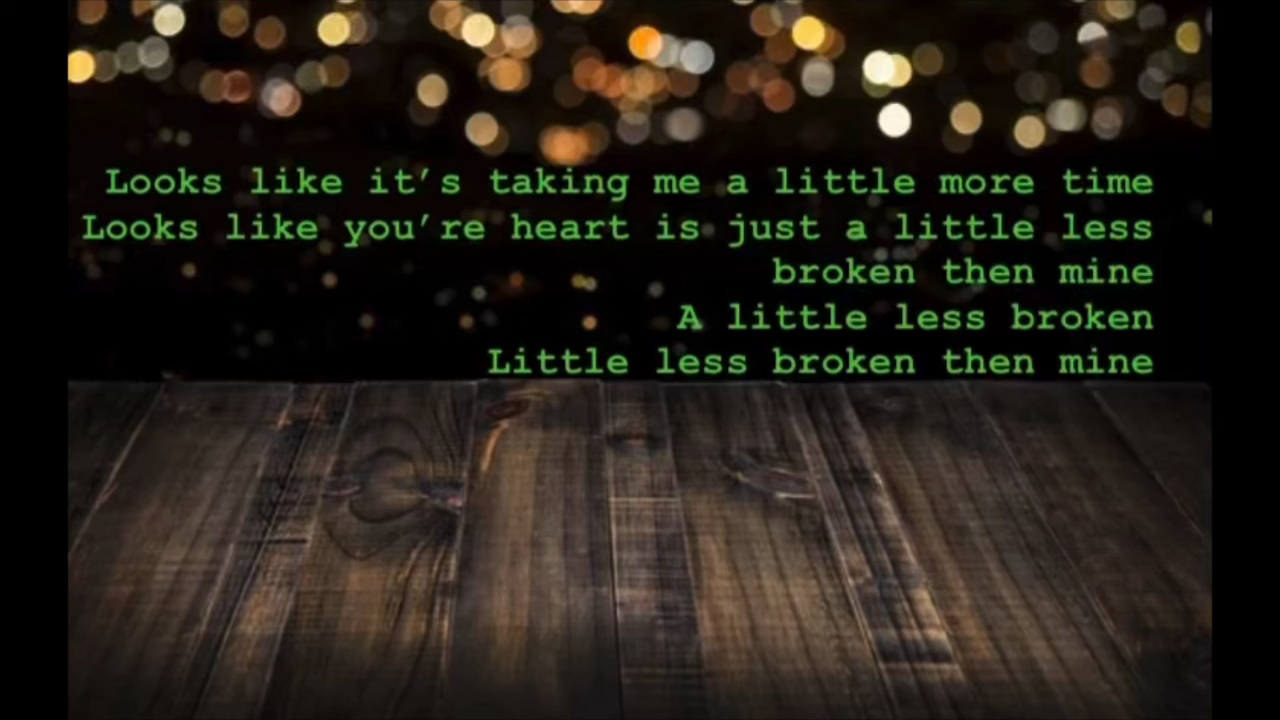 Looks like it’s taking me a little more time
Looks like you’re heart is just a little less
broken then mine
A little less broken
Little less broken then mine